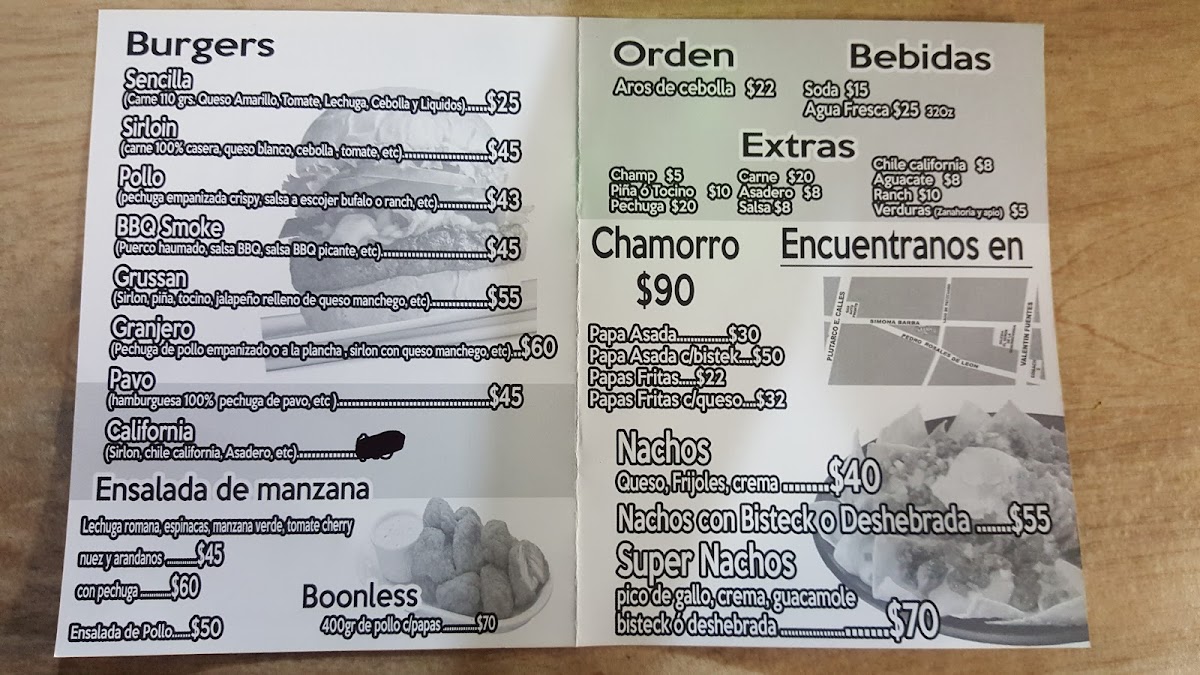 Burgers
Sencilla
(Carne 110 grs. Queso Amarillo, Tomate, Lechuga, Cebolla y Liquidos)......$25
Sirloin
(carne 100% casera, queso blanco, cebolla , tomate, etc)........................$45
Pollo
(pechuga empanizada crispy, salsa a escojer bufalo o ranch, etc)..............$43
BBQ Smoke
(Puerco haumado, salsa BBQ, salsa BBQ picante, etc)........................$45
Grussan
(Sirlon, piña, tocino, jalapeño relleno de queso manchego, etc)................$55
Granjero
(Pechuga de pollo empanizado o a la plancha , sirlon con queso manchego, etc)...$60
Pavo
(hamburguesa 100% pechuga de pavo, etc )..................................$45
California
(Sirlon, chile california, Asadero, etc)..................
Ensalada de manzana
Lechuga romana, espinacas, manzana verde, tomate cherry
nuez y arandanos ..........$45
con pechuga ..........$60
Ensalada de Pollo......$50
Boonless
400gr de pollo c/papas ............$70
Orden
Aros de cebolla $22
Bebidas
Soda $15
Agua Fresca $25 32Oz
Extras
Champ $5
Piña ó Tocino $10
Pechuga $20
Carne $20
Asadero $8
Salsa $8
Chile california $8
Aguacate $8
Ranch $10
Verduras (Zanahoria y apio) $5
Chamorro
$90
Encuentranos en
PLUTARCO E. CALLES
SIMONA BARBA
PEDRO ROSALES DE LEON
VALENTIN FUENTES
Papa Asada..............$30
Papa Asada c/bistek....$50
Papas Fritas.....$22
Papas Fritas c/queso....$32
Nachos
Queso, Frijoles, crema ........$40
Nachos con Bisteck o Deshebrada ......$55
Super Nachos
pico de gallo, crema, guacamole
bisteck ó deshebrada........................$70